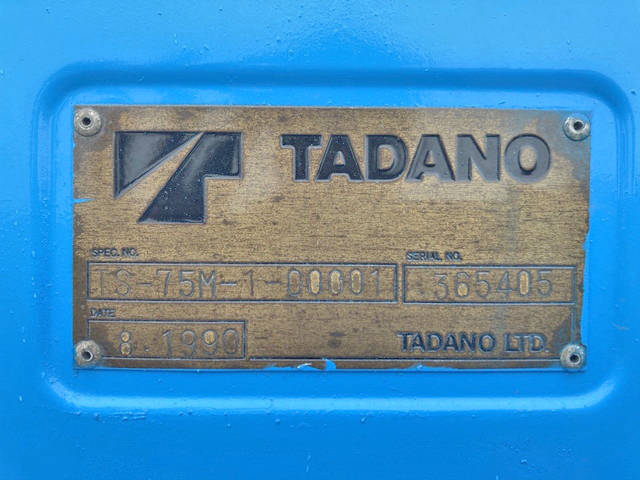 TADANO
SPEC. NO. SERIAL NO.
TS-75M-1-00001 365405
DATE
8.1990
TADANO LTD.